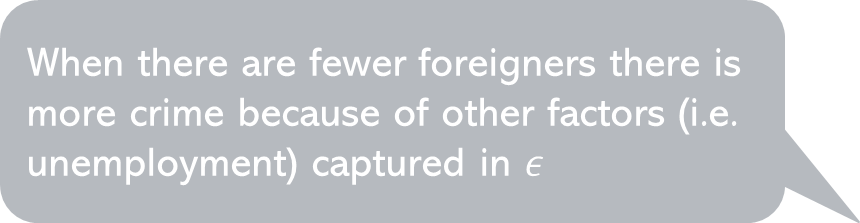 When there are fewer foreigners there is
more crime because of other factors (i.e.
unemployment) captured in ϵ